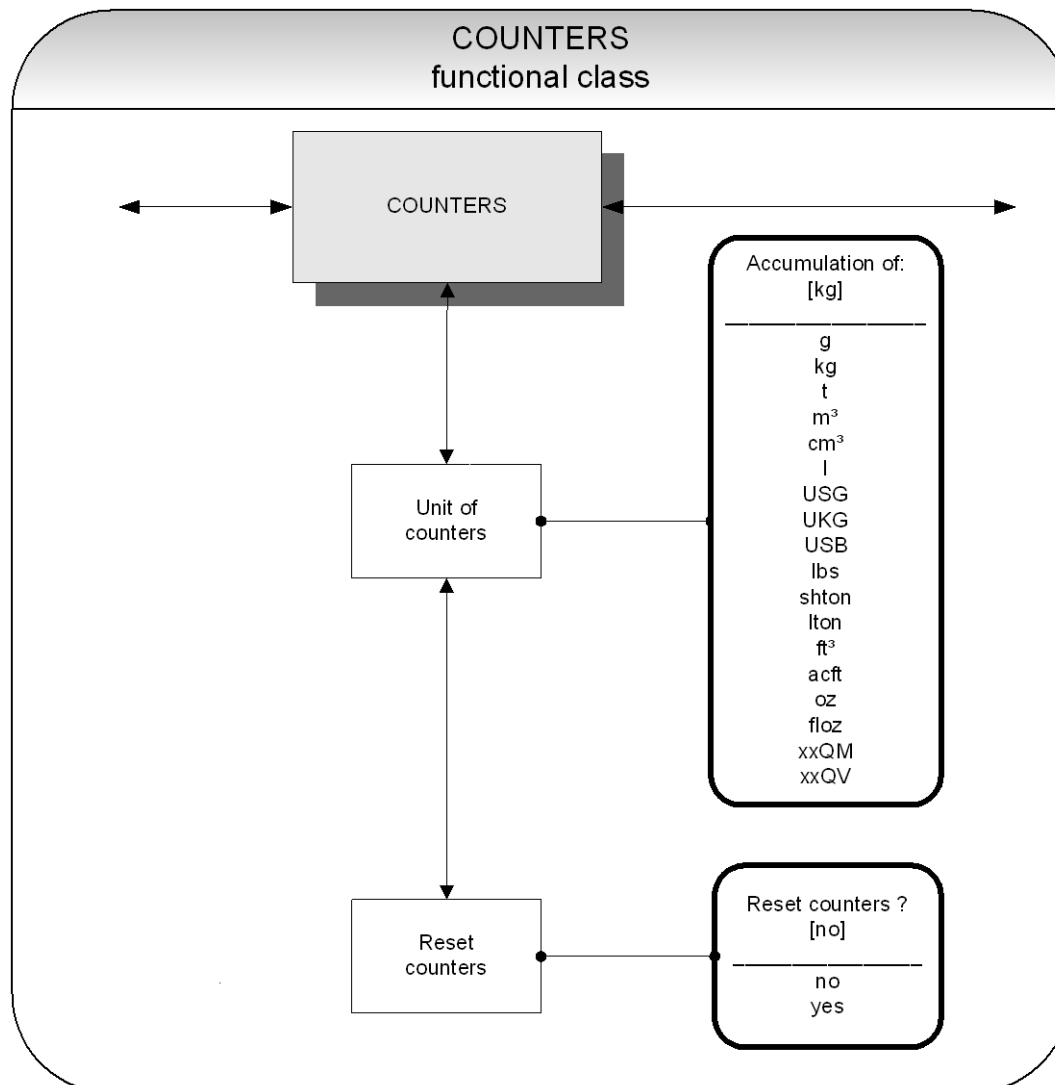 COUNTERS
functional class
COUNTERS
Accumulation of:
[kg]
g
kg
t
m³
cm³
l
USG
UKG
USB
lbs
shton
lton
ft³
acft
oz
floz
xxQM
xxQV
Unit of
counters
Reset counters ?
[no]
no
yes
Reset
counters